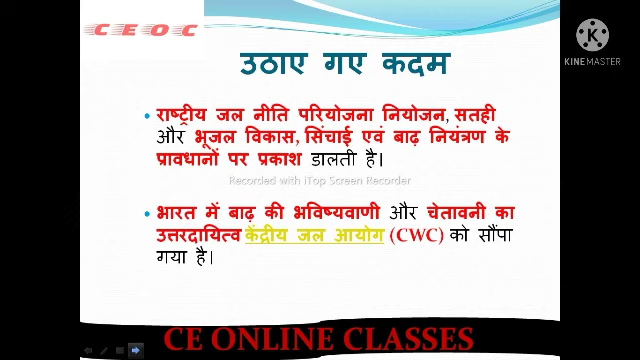 CEOC
KINEMASTER
उठाए गए कदम
• राष्ट्रीय जल नीति परियोजना नियोजन, सतही
और भूजल विकास, सिंचाई एवं बाढ़ नियंत्रण के
प्रावधानों पर प्रकाश डालती है।
Recorded with iTop Screen Recorder
• भारत में बाढ़ की भविष्यवाणी और चेतावनी का
उत्तरदायित्व केंद्रीय जल आयोग (CWC) को सौंपा
गया है।
CE ONLINE CLASSES